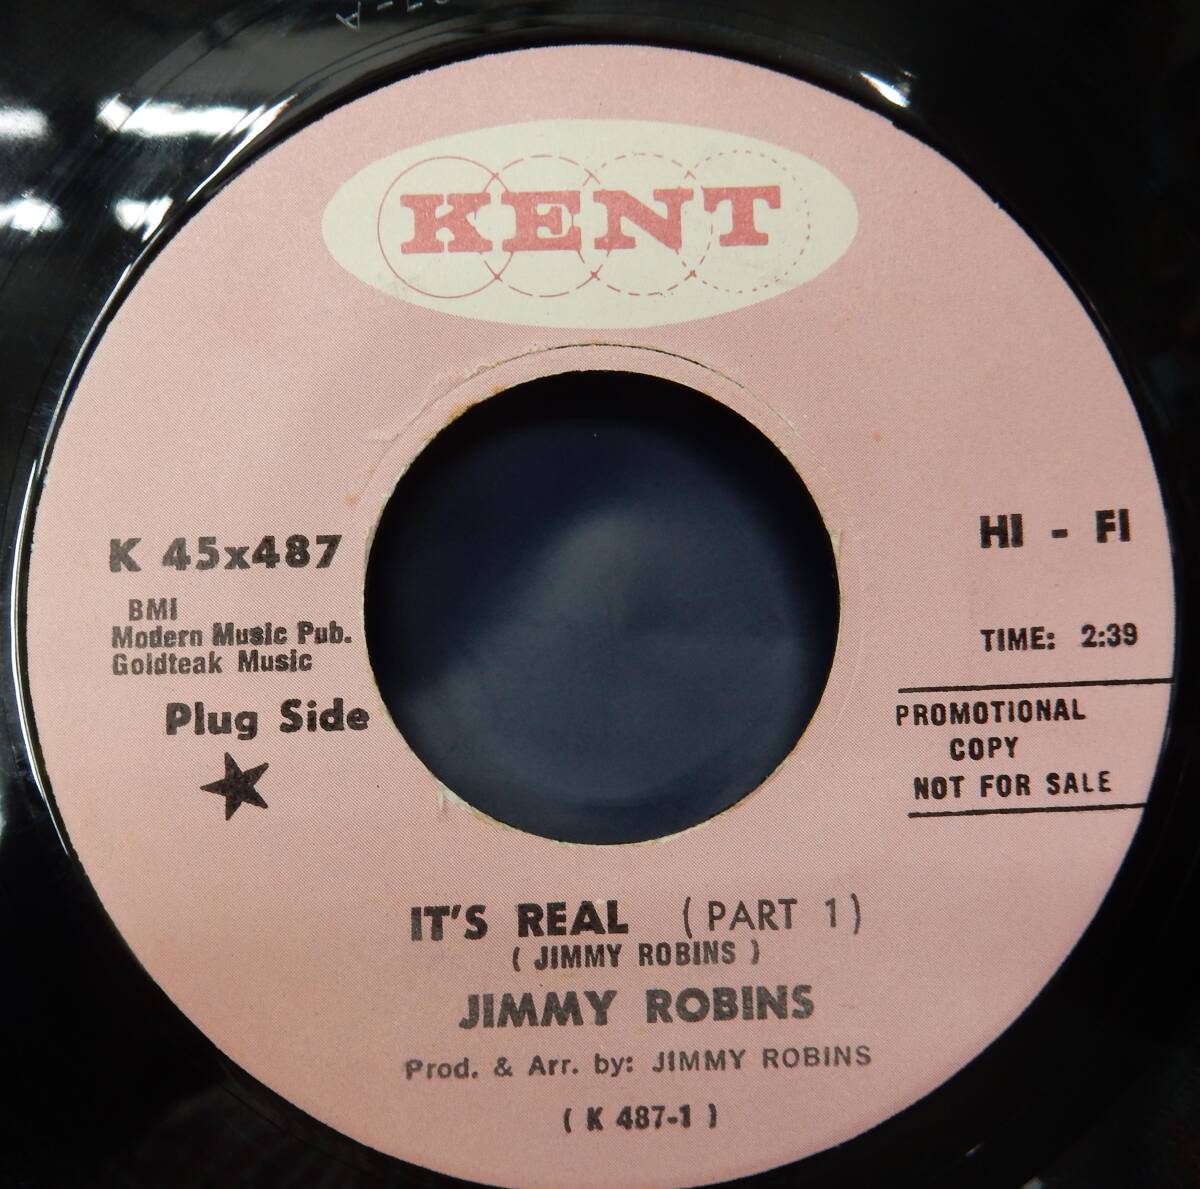 KENT
K 45x487
BMI
Modern Music Pub.
Goldteak Music
Plug Side
HI - FI
TIME: 2:39
PROMOTIONAL
COPY
NOT FOR SALE
IT'S REAL (PART 1)
( JIMMY ROBINS )
JIMMY ROBINS
Prod. & Arr. by: JIMMY ROBINS
( K 487-1 )